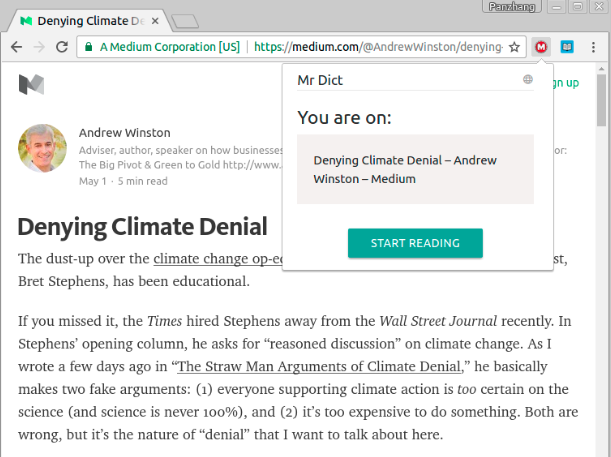 Panzhang
Denying Climate De
A Medium Corporation [US]
https://medium.com/@AndrewWinston/denying-
Mr Dict
gn up
You are on:
Denying Climate Denial – Andrew
Winston – Medium
START READING
Andrew Winston
Adviser, author, speaker on how businesses
or:
The Big Pivot & Green to Gold http://www.
May 1 · 5 min read
Denying Climate Denial
The dust-up over the climate change op-ed
st,
Bret Stephens, has been educational.
If you missed it, the Times hired Stephens away from the Wall Street Journal recently. In
Stephens’ opening column, he asks for “reasoned discussion” on climate change. As I
wrote a few days ago in “The Straw Man Arguments of Climate Denial,” he basically
makes two fake arguments: (1) everyone supporting climate action is too certain on the
science (and science is never 100%), and (2) it’s too expensive to do something. Both are
wrong, but it’s the nature of “denial” that I want to talk about here.